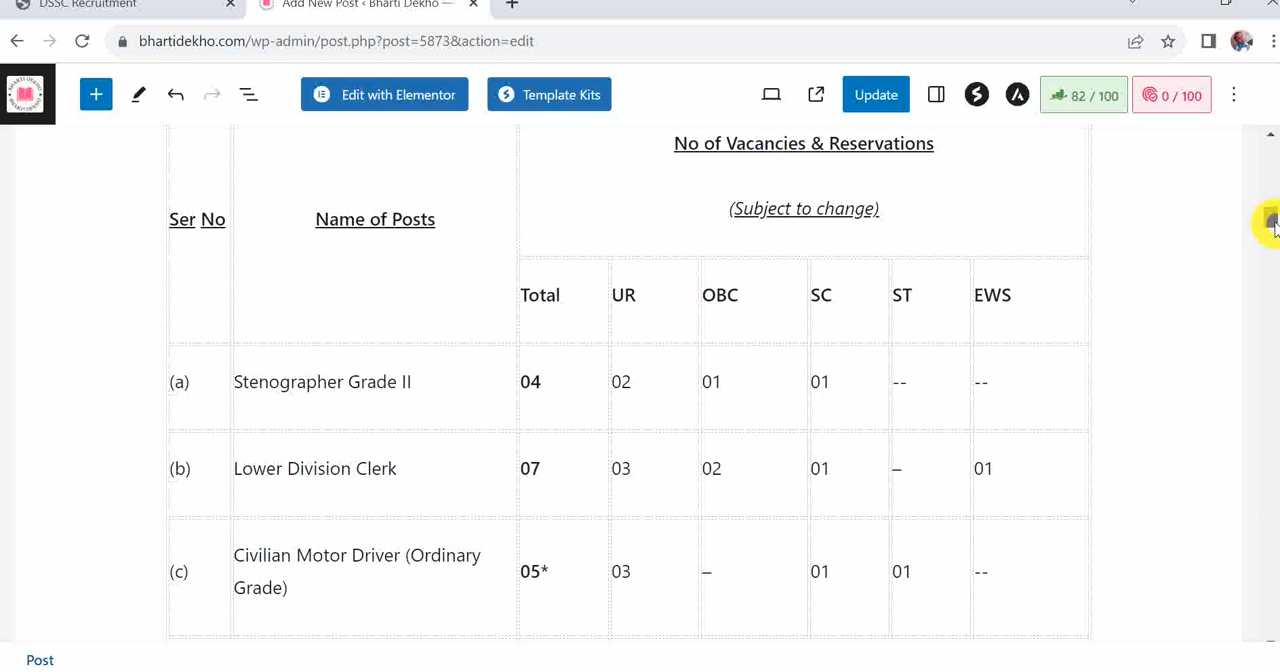 DSSC Recruitment
Add New Post ‹ Bharti Dekho —
bhartidekho.com/wp-admin/post.php?post=5873&action=edit
Edit with Elementor
Template Kits
Update
82 / 100
0 / 100
No of Vacancies & Reservations
(Subject to change)
Ser No Name of Posts
Total UR OBC SC ST EWS
(a) Stenographer Grade II 04 02 01 01 -- --
(b) Lower Division Clerk 07 03 02 01 – 01
(c) Civilian Motor Driver (Ordinary
Grade) 05* 03 – 01 01 --
Post